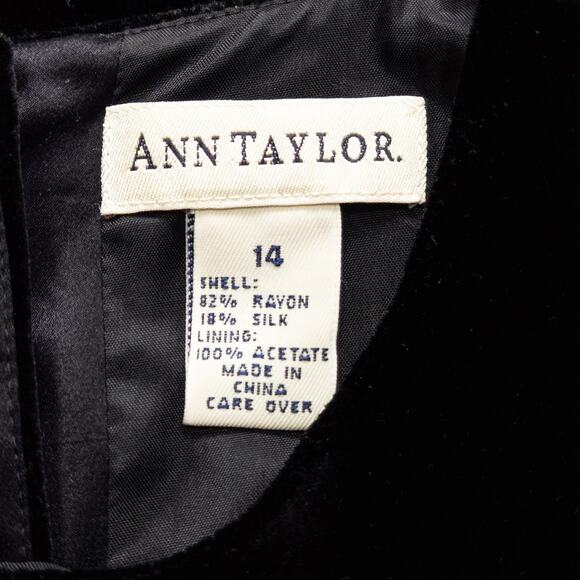 ANN TAYLOR.
14
SHELL:
82% RAYON
18% SILK
LINING:
100% ACETATE
MADE IN
CHINA
CARE OVER